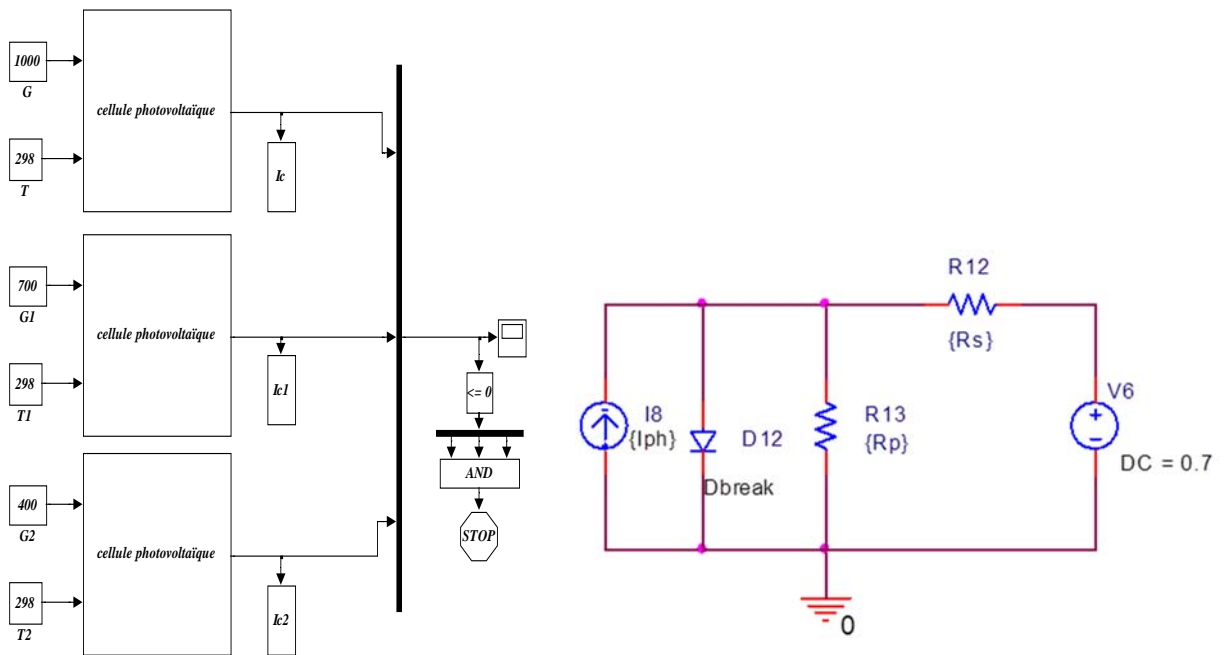 1000
G
298
T
cellule photovoltaïque
Ic
700
G1
298
T1
cellule photovoltaïque
Ic1
400
G2
298
T2
cellule photovoltaïque
Ic2
<= 0
AND
STOP
R12
{Rs}
I8
{Iph}
D12
Dbreak
R13
{Rp}
V6
+
-
DC = 0.7
0